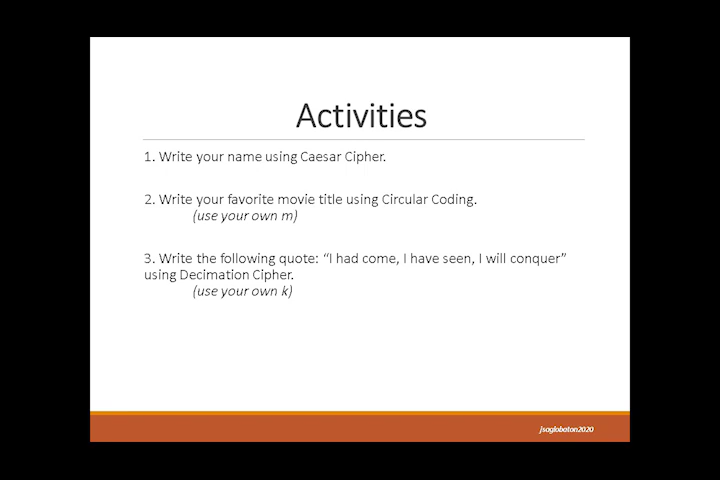 Activities
1. Write your name using Caesar Cipher.
2. Write your favorite movie title using Circular Coding.
(use your own m)
3. Write the following quote: “I had come, I have seen, I will conquer”
using Decimation Cipher.
(use your own k)
jsaglobaton2020